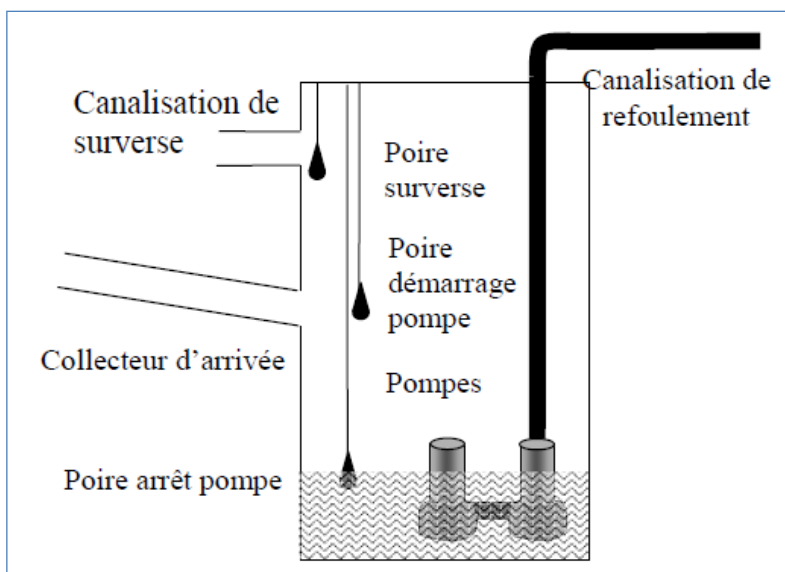 Canalisation de
surverse
Canalisation de
refoulement
Poire
surverse
Poire
démarrage
pompe
Collecteur d'arrivée
Pompes
Poire arrêt pompe